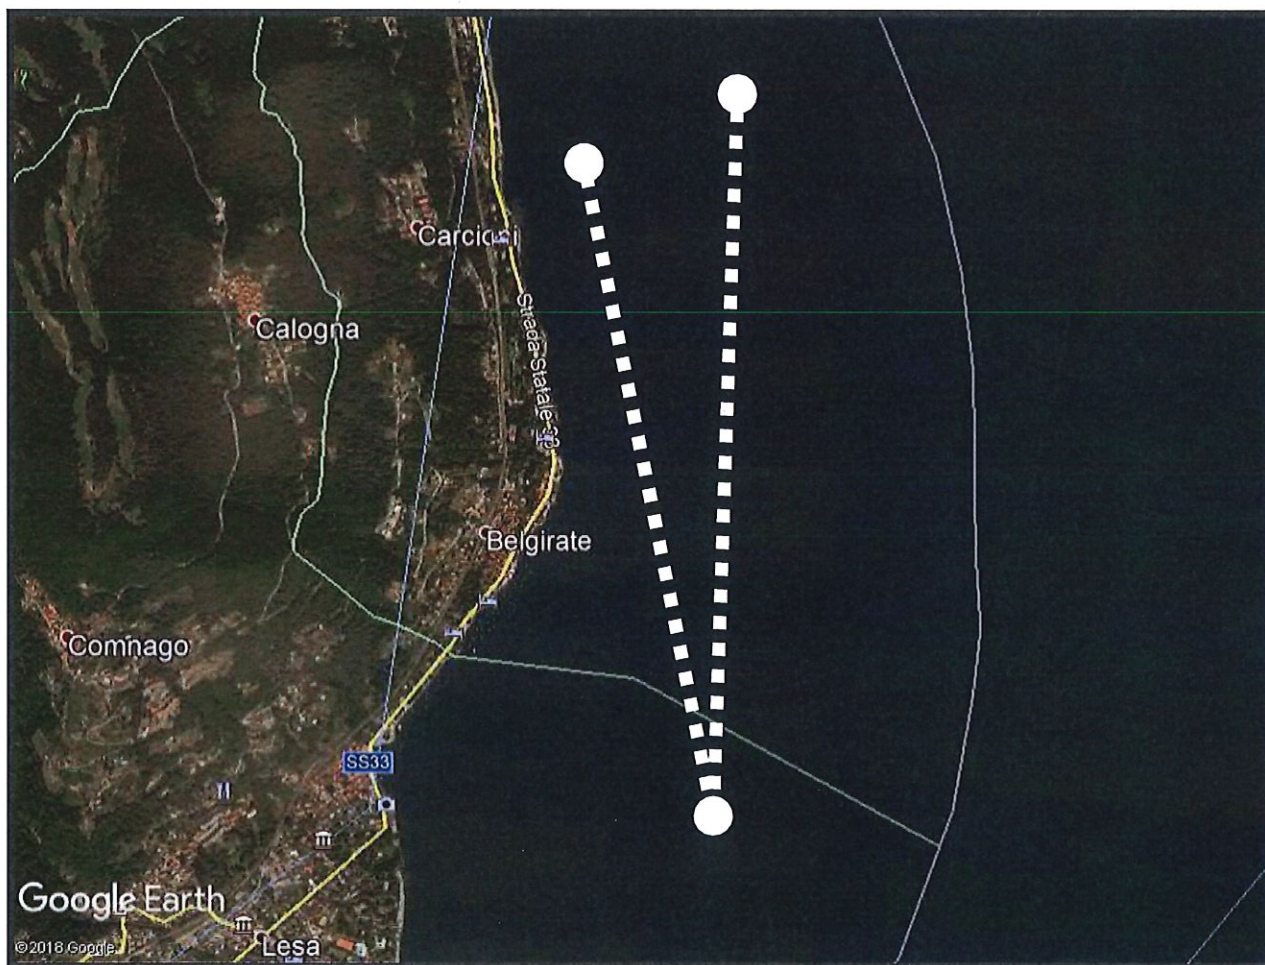 Carcioni
Calogna
Strada Statale 33
Belgirate
Comnago
SS33
Google Earth
©2018 Google
Lesa